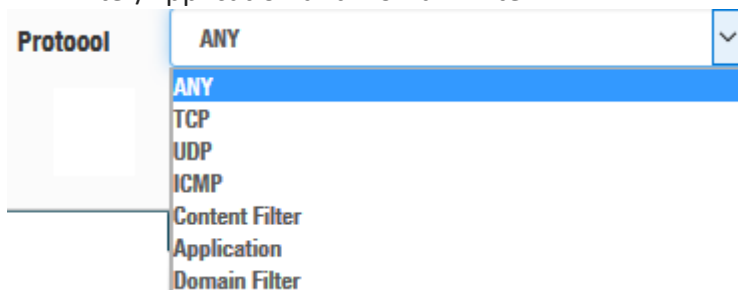 Protoool
ANY
ANY
TCP
UDP
ICMP
Content Filter
Application
Domain Filter